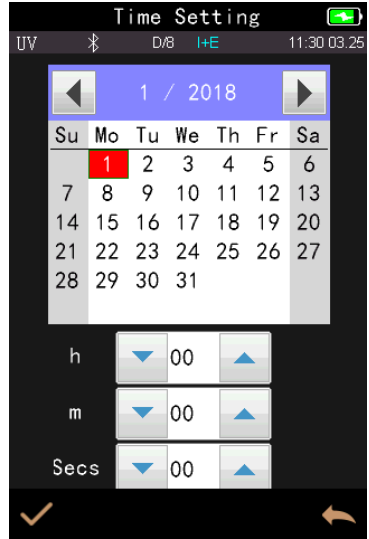 Time Setting
UV D/8 I+E 11:30 03.25
1 / 2018
Su Mo Tu We Th Fr Sa
1 2 3 4 5 6
7 8 9 10 11 12 13
14 15 16 17 18 19 20
21 22 23 24 25 26 27
28 29 30 31
h 00
m 00
Secs 00